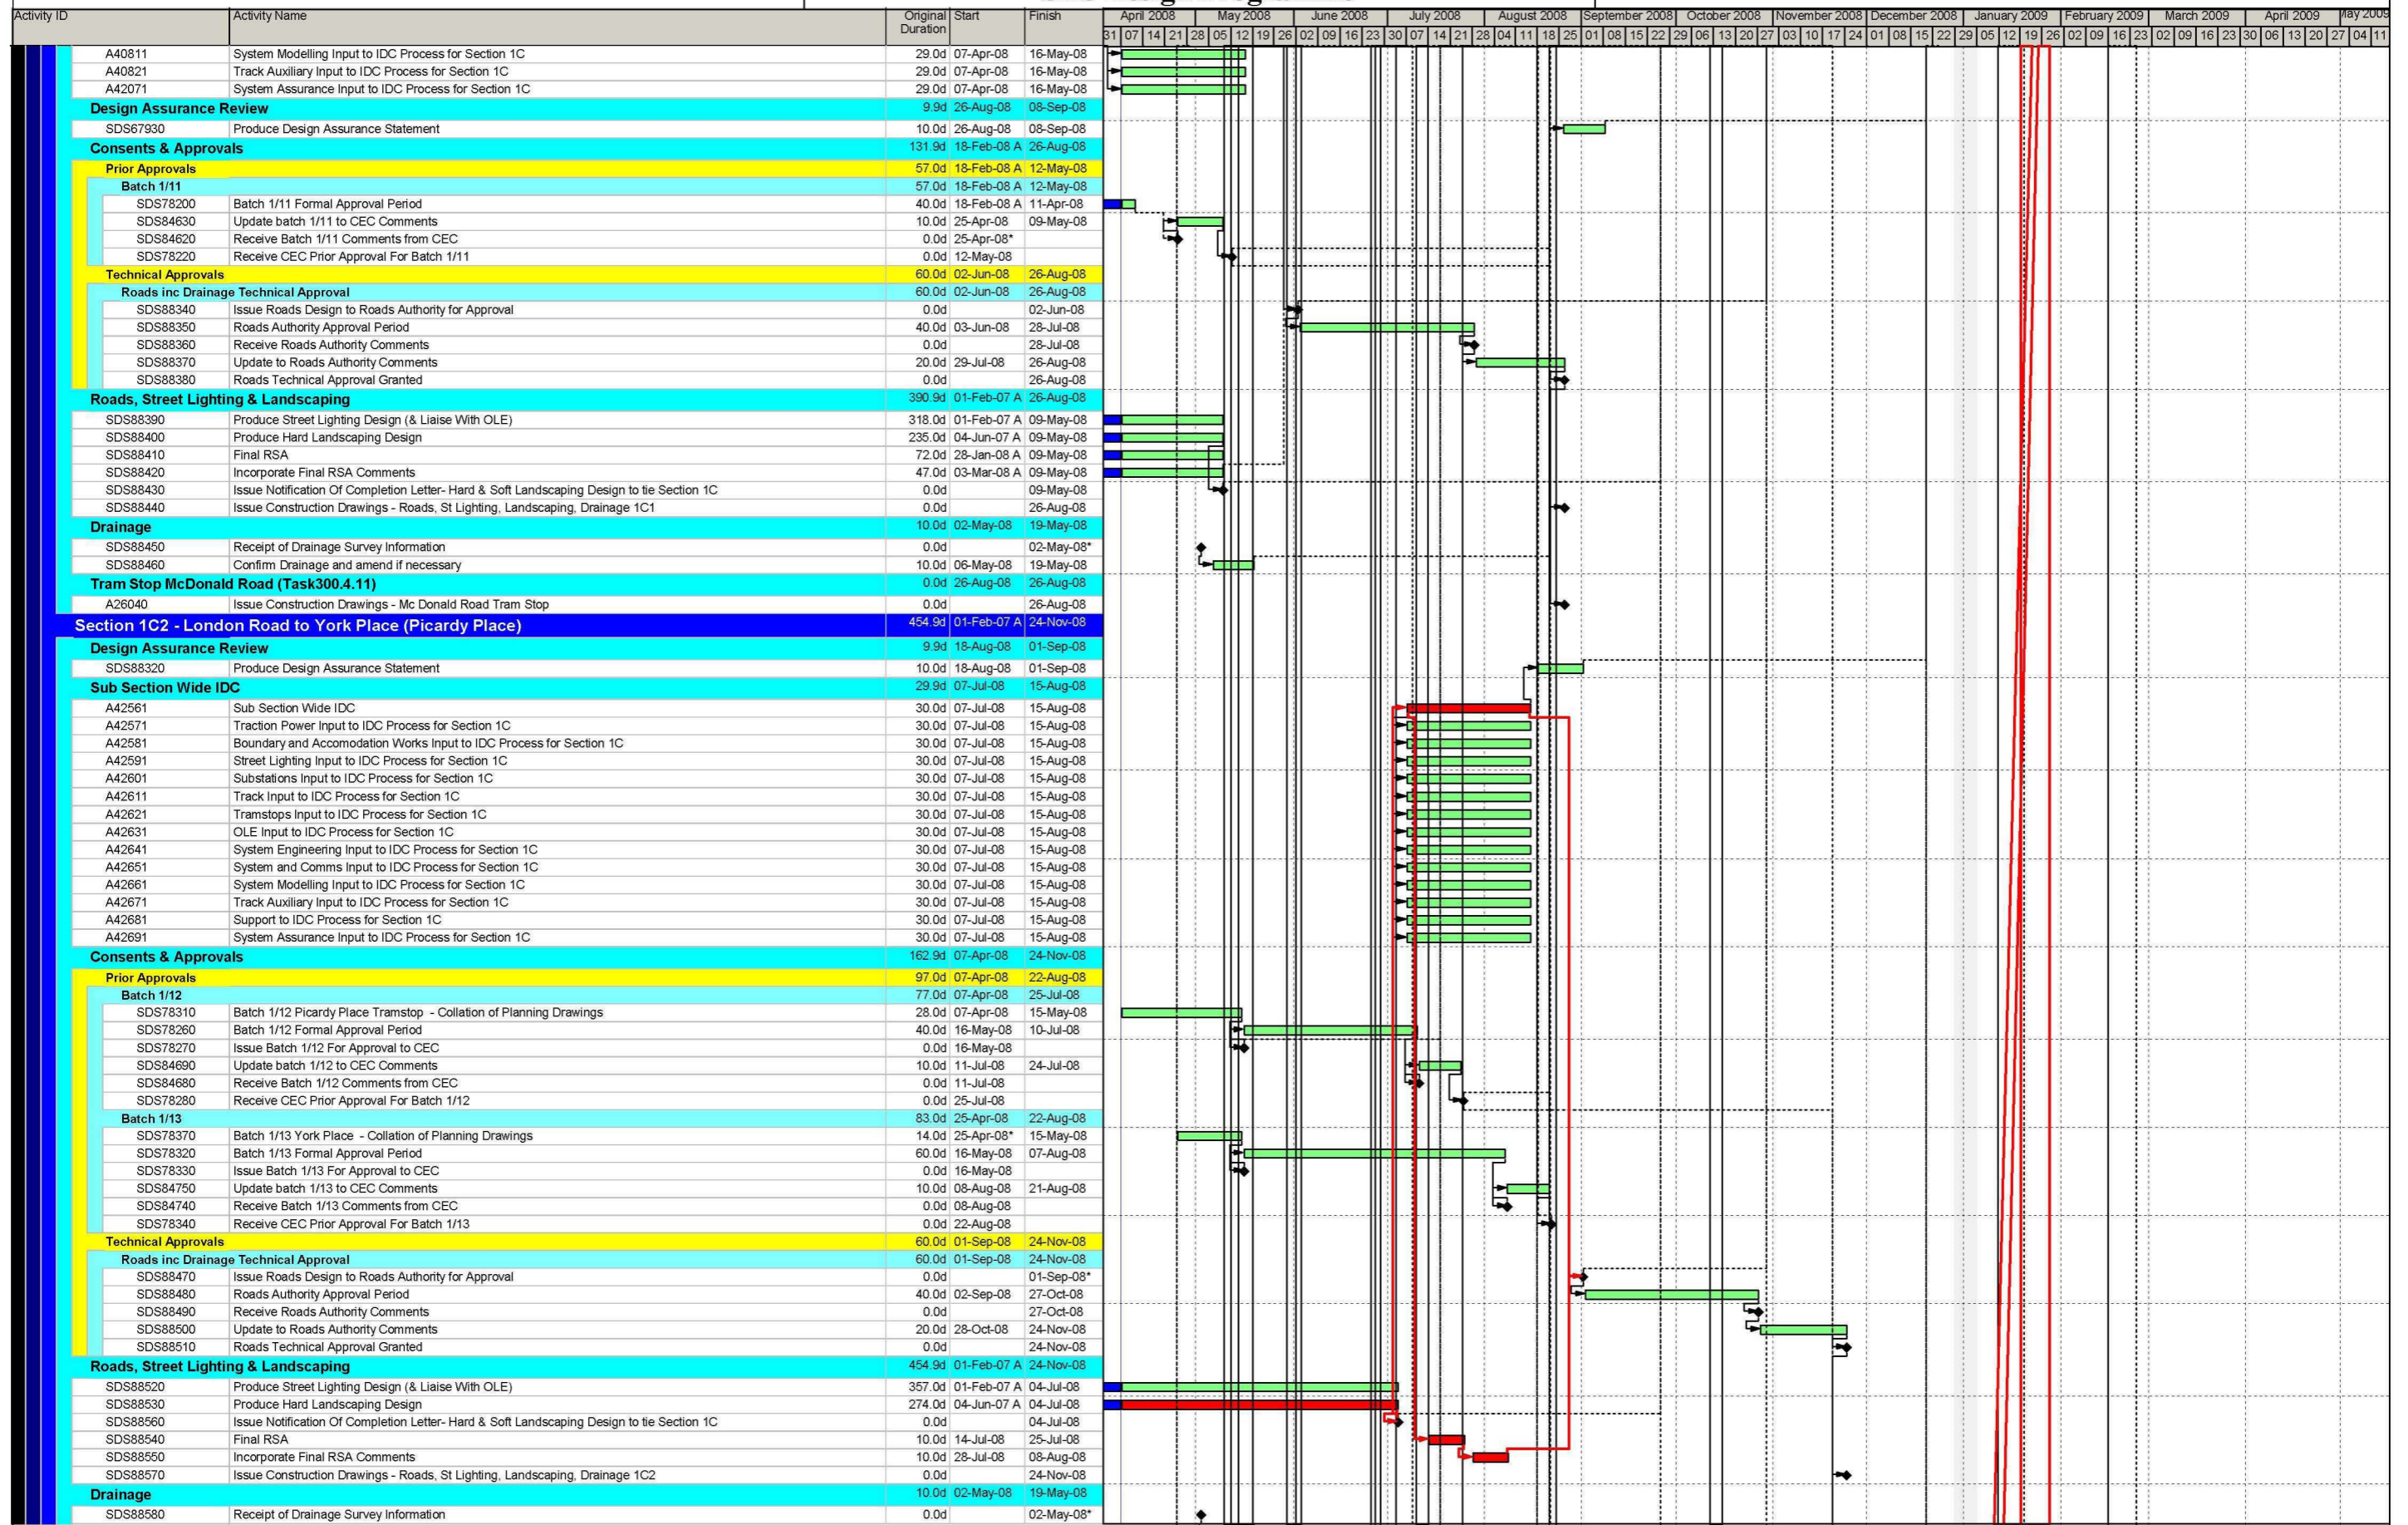 Activity ID Activity Name Original Duration Start Finish April 2008 May 2008 June 2008 July 2008 August 2008 September 2008 October 2008 November 2008 December 2008 January 2009 February 2009 March 2009 April 2009 May 2009
31 07 14 21 28 05 12 19 26 02 09 16 23 30 07 14 21 28 04 11 18 25 01 08 15 22 29 06 13 20 27 03 10 17 24 01 08 15 22 29 05 12 19 26 02 09 16 23 02 09 16 23 30 06 13 20 27 04 11
A40811 System Modelling Input to IDC Process for Section 1C 29.0d 07-Apr-08 16-May-08
A40821 Track Auxiliary Input to IDC Process for Section 1C 29.0d 07-Apr-08 16-May-08
A42071 System Assurance Input to IDC Process for Section 1C 29.0d 07-Apr-08 16-May-08
Design Assurance Review 9.9d 26-Aug-08 08-Sep-08
SDS67930 Produce Design Assurance Statement 10.0d 26-Aug-08 08-Sep-08
Consents & Approvals 131.9d 18-Feb-08 A 26-Aug-08
Prior Approvals 57.0d 18-Feb-08 A 12-May-08
Batch 1/11 57.0d 18-Feb-08 A 12-May-08
SDS78200 Batch 1/11 Formal Approval Period 40.0d 18-Feb-08 A 11-Apr-08
SDS84630 Update batch 1/11 to CEC Comments 10.0d 25-Apr-08 09-May-08
SDS84620 Receive Batch 1/11 Comments from CEC 0.0d 25-Apr-08*
SDS78220 Receive CEC Prior Approval For Batch 1/11 0.0d 12-May-08
Technical Approvals 60.0d 02-Jun-08 26-Aug-08
Roads inc Drainage Technical Approval 60.0d 02-Jun-08 26-Aug-08
SDS88340 Issue Roads Design to Roads Authority for Approval 0.0d 02-Jun-08
SDS88350 Roads Authority Approval Period 40.0d 03-Jun-08 28-Jul-08
SDS88360 Receive Roads Authority Comments 0.0d 28-Jul-08
SDS88370 Update to Roads Authority Comments 20.0d 29-Jul-08 26-Aug-08
SDS88380 Roads Technical Approval Granted 0.0d 26-Aug-08
Roads, Street Lighting & Landscaping 390.9d 01-Feb-07 A 26-Aug-08
SDS88390 Produce Street Lighting Design (& Liaise With OLE) 318.0d 01-Feb-07 A 09-May-08
SDS88400 Produce Hard Landscaping Design 235.0d 04-Jun-07 A 09-May-08
SDS88410 Final RSA 72.0d 28-Jan-08 A 09-May-08
SDS88420 Incorporate Final RSA Comments 47.0d 03-Mar-08 A 09-May-08
SDS88430 Issue Notification Of Completion Letter- Hard & Soft Landscaping Design to tie Section 1C 0.0d 09-May-08
SDS88440 Issue Construction Drawings - Roads, St Lighting, Landscaping, Drainage 1C1 0.0d 26-Aug-08
Drainage 10.0d 02-May-08 19-May-08
SDS88450 Receipt of Drainage Survey Information 0.0d 02-May-08*
SDS88460 Confirm Drainage and amend if necessary 10.0d 06-May-08 19-May-08
Tram Stop McDonald Road (Task300.4.11) 0.0d 26-Aug-08 26-Aug-08
A26040 Issue Construction Drawings - Mc Donald Road Tram Stop 0.0d 26-Aug-08
Section 1C2 - London Road to York Place (Picardy Place) 454.9d 01-Feb-07 A 24-Nov-08
Design Assurance Review 9.9d 18-Aug-08 01-Sep-08
SDS88320 Produce Design Assurance Statement 10.0d 18-Aug-08 01-Sep-08
Sub Section Wide IDC 29.9d 07-Jul-08 15-Aug-08
A42561 Sub Section Wide IDC 30.0d 07-Jul-08 15-Aug-08
A42571 Traction Power Input to IDC Process for Section 1C 30.0d 07-Jul-08 15-Aug-08
A42581 Boundary and Accomodation Works Input to IDC Process for Section 1C 30.0d 07-Jul-08 15-Aug-08
A42591 Street Lighting Input to IDC Process for Section 1C 30.0d 07-Jul-08 15-Aug-08
A42601 Substations Input to IDC Process for Section 1C 30.0d 07-Jul-08 15-Aug-08
A42611 Track Input to IDC Process for Section 1C 30.0d 07-Jul-08 15-Aug-08
A42621 Tramstops Input to IDC Process for Section 1C 30.0d 07-Jul-08 15-Aug-08
A42631 OLE Input to IDC Process for Section 1C 30.0d 07-Jul-08 15-Aug-08
A42641 System Engineering Input to IDC Process for Section 1C 30.0d 07-Jul-08 15-Aug-08
A42651 System and Comms Input to IDC Process for Section 1C 30.0d 07-Jul-08 15-Aug-08
A42661 System Modelling Input to IDC Process for Section 1C 30.0d 07-Jul-08 15-Aug-08
A42671 Track Auxiliary Input to IDC Process for Section 1C 30.0d 07-Jul-08 15-Aug-08
A42681 Support to IDC Process for Section 1C 30.0d 07-Jul-08 15-Aug-08
A42691 System Assurance Input to IDC Process for Section 1C 30.0d 07-Jul-08 15-Aug-08
Consents & Approvals 162.9d 07-Apr-08 24-Nov-08
Prior Approvals 97.0d 07-Apr-08 22-Aug-08
Batch 1/12 77.0d 07-Apr-08 25-Jul-08
SDS78310 Batch 1/12 Picardy Place Tramstop - Collation of Planning Drawings 28.0d 07-Apr-08 15-May-08
SDS78260 Batch 1/12 Formal Approval Period 40.0d 16-May-08 10-Jul-08
SDS78270 Issue Batch 1/12 For Approval to CEC 0.0d 16-May-08
SDS84690 Update batch 1/12 to CEC Comments 10.0d 11-Jul-08 24-Jul-08
SDS84680 Receive Batch 1/12 Comments from CEC 0.0d 11-Jul-08
SDS78280 Receive CEC Prior Approval For Batch 1/12 0.0d 25-Jul-08
Batch 1/13 83.0d 25-Apr-08 22-Aug-08
SDS78370 Batch 1/13 York Place - Collation of Planning Drawings 14.0d 25-Apr-08* 15-May-08
SDS78320 Batch 1/13 Formal Approval Period 60.0d 16-May-08 07-Aug-08
SDS78330 Issue Batch 1/13 For Approval to CEC 0.0d 16-May-08
SDS84750 Update batch 1/13 to CEC Comments 10.0d 08-Aug-08 21-Aug-08
SDS84740 Receive Batch 1/13 Comments from CEC 0.0d 08-Aug-08
SDS78340 Receive CEC Prior Approval For Batch 1/13 0.0d 22-Aug-08
Technical Approvals 60.0d 01-Sep-08 24-Nov-08
Roads inc Drainage Technical Approval 60.0d 01-Sep-08 24-Nov-08
SDS88470 Issue Roads Design to Roads Authority for Approval 0.0d 01-Sep-08*
SDS88480 Roads Authority Approval Period 40.0d 02-Sep-08 27-Oct-08
SDS88490 Receive Roads Authority Comments 0.0d 27-Oct-08
SDS88500 Update to Roads Authority Comments 20.0d 28-Oct-08 24-Nov-08
SDS88510 Roads Technical Approval Granted 0.0d 24-Nov-08
Roads, Street Lighting & Landscaping 454.9d 01-Feb-07 A 24-Nov-08
SDS88520 Produce Street Lighting Design (& Liaise With OLE) 357.0d 01-Feb-07 A 04-Jul-08
SDS88530 Produce Hard Landscaping Design 274.0d 04-Jun-07 A 04-Jul-08
SDS88560 Issue Notification Of Completion Letter- Hard & Soft Landscaping Design to tie Section 1C 0.0d 04-Jul-08
SDS88540 Final RSA 10.0d 14-Jul-08 25-Jul-08
SDS88550 Incorporate Final RSA Comments 10.0d 28-Jul-08 08-Aug-08
SDS88570 Issue Construction Drawings - Roads, St Lighting, Landscaping, Drainage 1C2 0.0d 24-Nov-08
Drainage 10.0d 02-May-08 19-May-08
SDS88580 Receipt of Drainage Survey Information 0.0d 02-May-08*